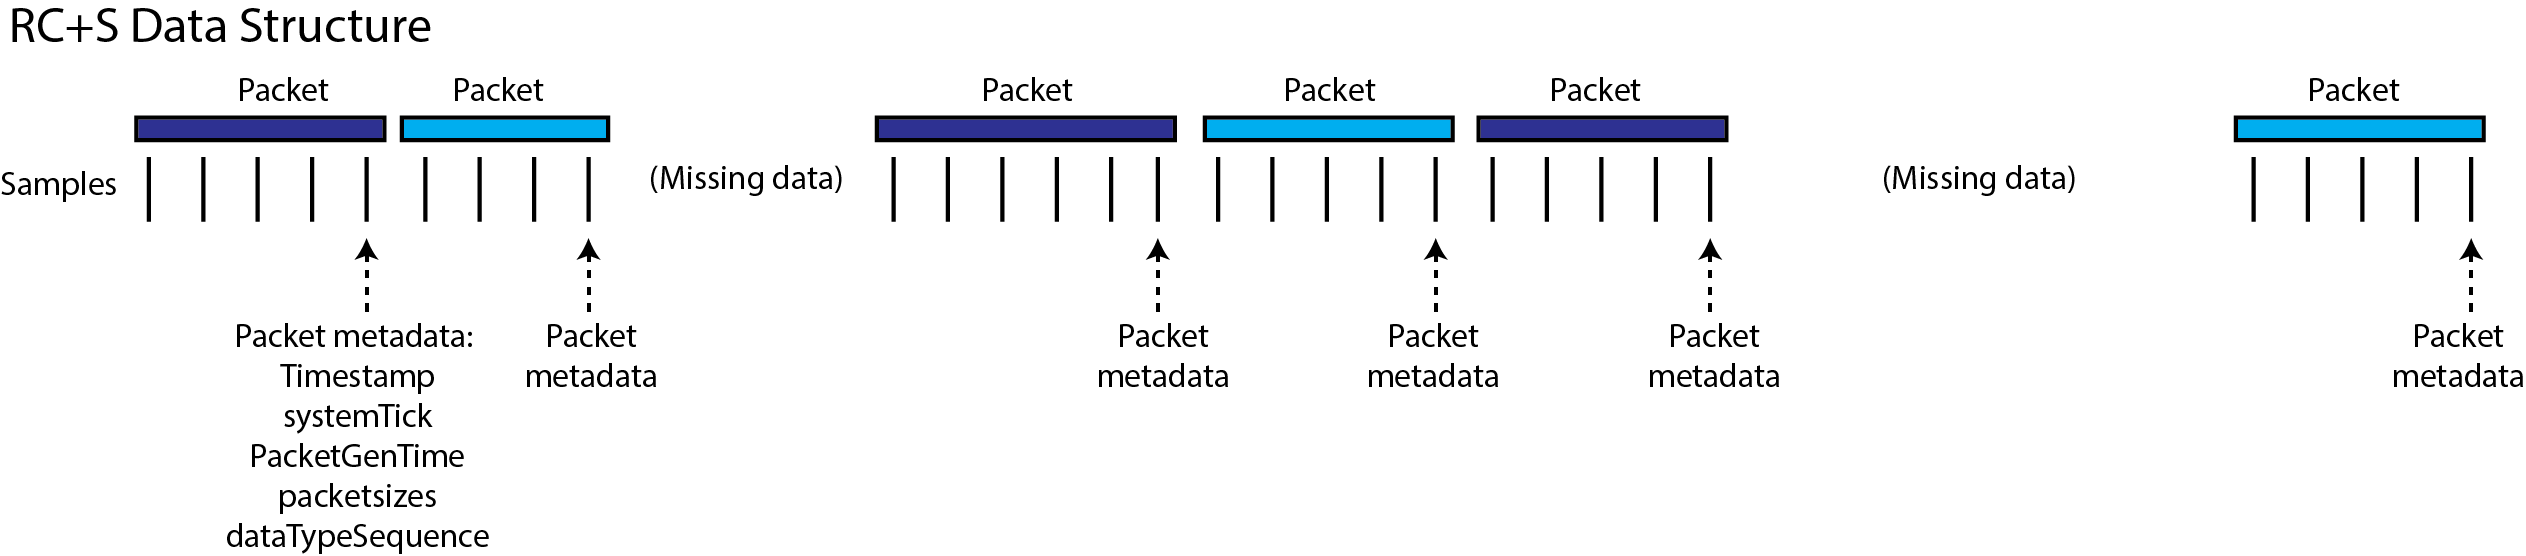 RC+S Data Structure
Packet Packet Packet Packet Packet Packet
Samples (Missing data) (Missing data)
Packet metadata:
Timestamp
systemTick
PacketGenTime
packetsizes
dataTypeSequence
Packet
metadata
Packet
metadata
Packet
metadata
Packet
metadata
Packet
metadata